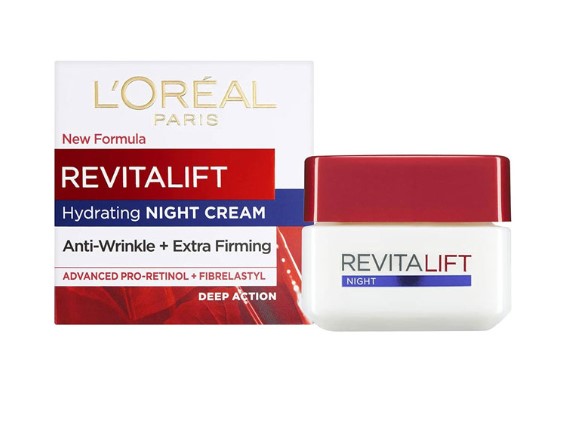 L'ORÉAL
PARIS
New Formula
REVITALIFT
Hydrating NIGHT CREAM
Anti-Wrinkle + Extra Firming
ADVANCED PRO-RETINOL + FIBRELASTYL
DEEP ACTION
REVITALIFT
NIGHT